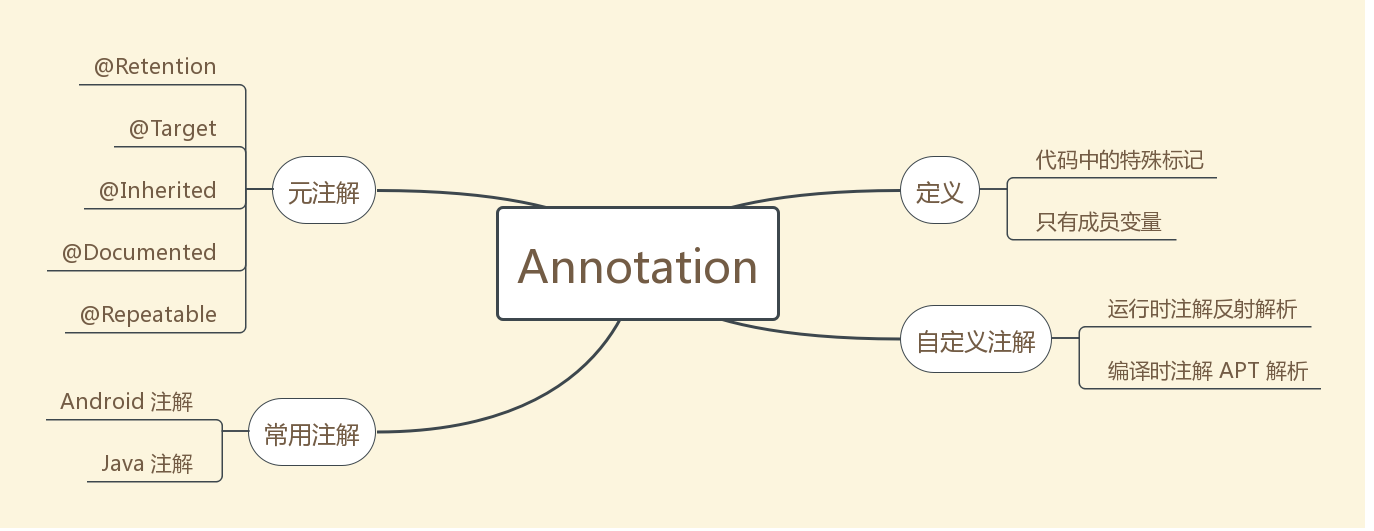 Annotation
定义
代码中的特殊标记
只有成员变量
自定义注解
运行时注解反射解析
编译时注解 APT 解析
元注解
@Retention
@Target
@Inherited
@Documented
@Repeatable
常用注解
Android 注解
Java 注解